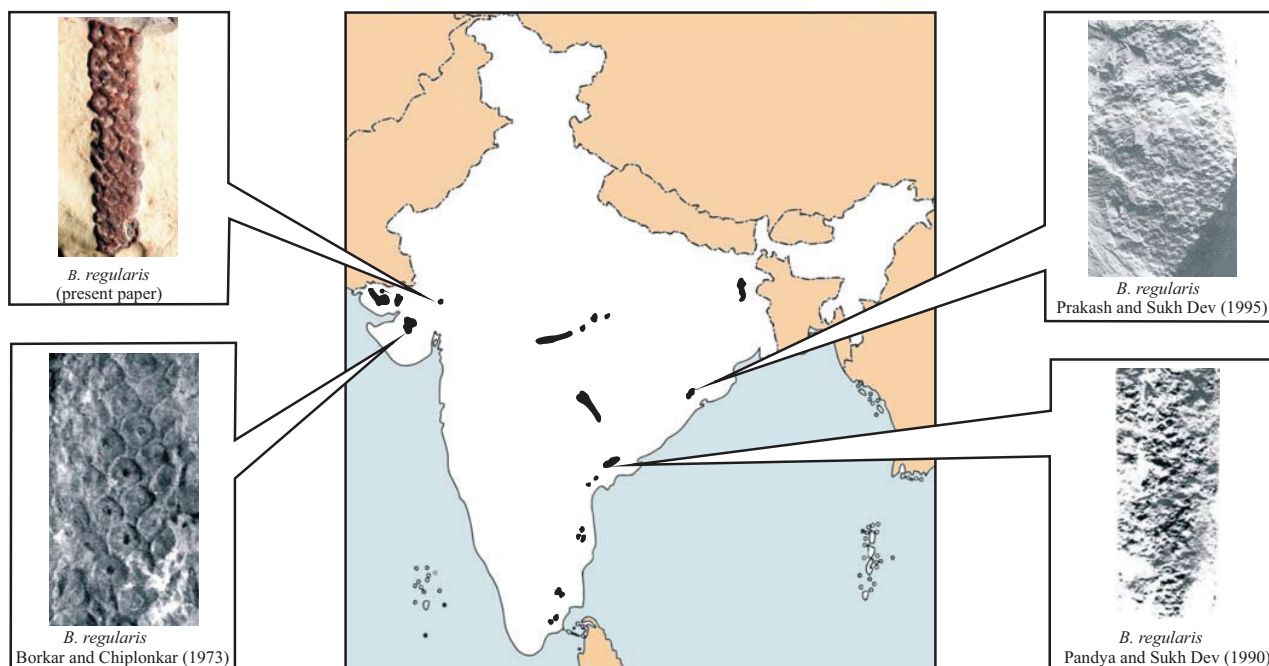 B. regularis
(present paper)
B. regularis
Borkar and Chiplonkar (1973)
B. regularis
Prakash and Sukh Dev (1995)
B. regularis
Pandya and Sukh Dev (1990)